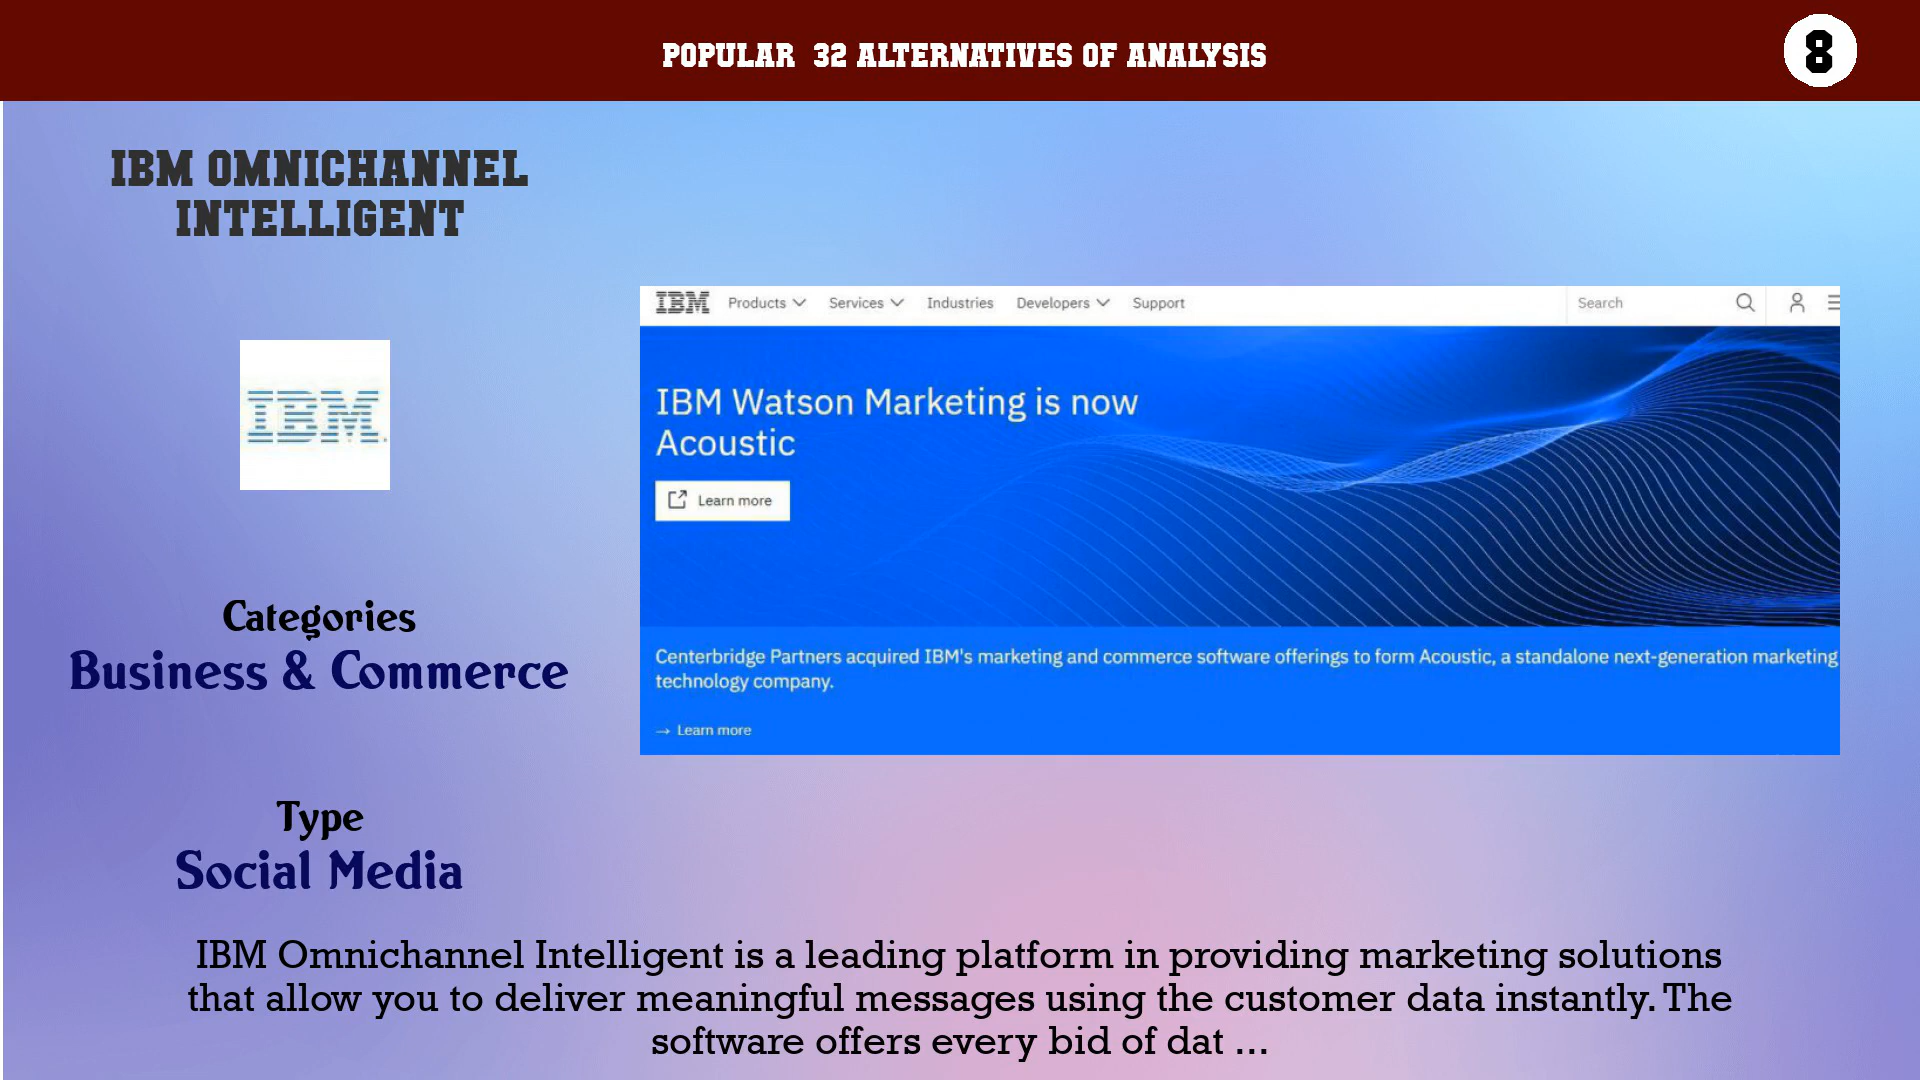 POPULAR 32 ALTERNATIVES OF ANALYSIS
8
IBM OMNICHANNEL
INTELLIGENT
IBM
Categories
Business & Commerce
Type
Social Media
IBM Products Services Industries Developers Support Search
IBM Watson Marketing is now
Acoustic
Learn more
Centerbridge Partners acquired IBM's marketing and commerce software offerings to form Acoustic, a standalone next-generation marketing
technology company.
→ Learn more
IBM Omnichannel Intelligent is a leading platform in providing marketing solutions
that allow you to deliver meaningful messages using the customer data instantly. The
software offers every bid of dat ...